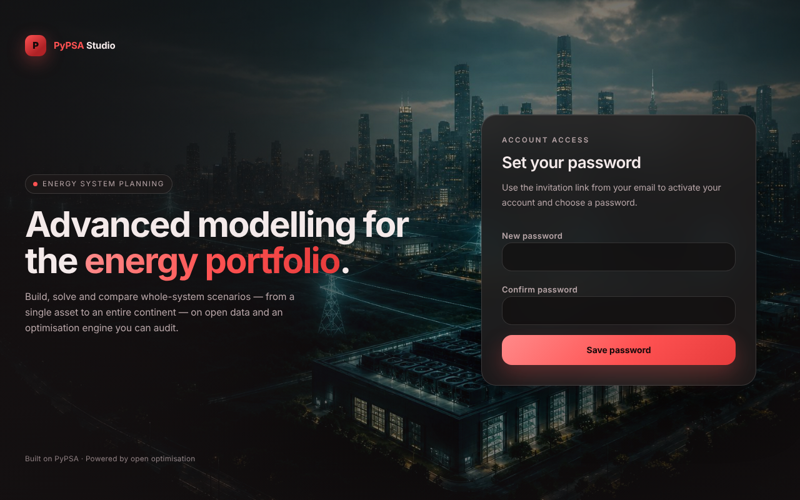 P
PyPSA Studio
ENERGY SYSTEM PLANNING
Advanced modelling for
the energy portfolio.
Build, solve and compare whole-system scenarios — from a
single asset to an entire continent — on open data and an
optimisation engine you can audit.
Built on PyPSA · Powered by open optimisation
ACCOUNT ACCESS
Set your password
Use the invitation link from your email to activate your
account and choose a password.
New password
Confirm password
Save password